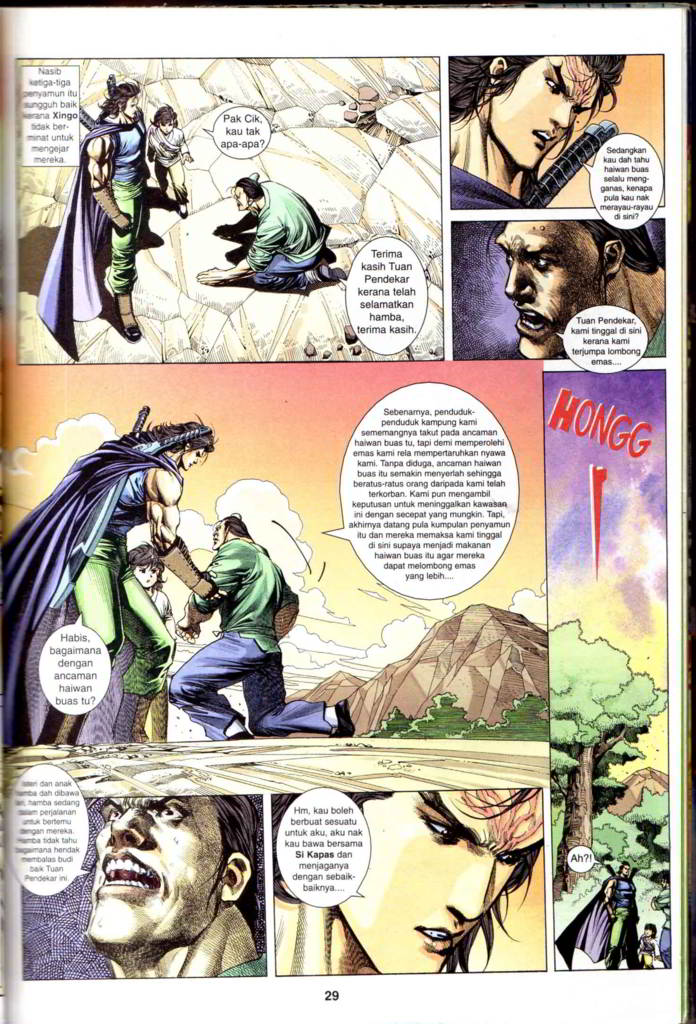 Nasib
ketiga-tiga
penyamun itu
sungguh baik
kerana Xingo
tidak ber-
minat untuk
mengejar
mereka.
Pak Cik,
kau tak
apa-apa?
Terima
kasih Tuan
Pendekar
kerana telah
selamatkan
hamba,
terima kasih.
Sedangkan
kau dah tahu
haiwan buas
selalu meng-
ganas, kenapa
pula kau
merayau-rayau
di sini?
Tuan Pendekar,
kami tinggal di sini
kerana kami
terjumpa lombong
emas....
Sebenarnya, penduduk-
penduduk kampung kami
sememangnya takut pada ancaman
haiwan buas tu, tapi demi memperolehi
emas kami rela mempertaruhkan nyawa
kami. Tanpa diduga, ancaman haiwan
buas itu semakin menyerlah sehingga
beratus-ratus orang daripada kami telah
terkorban. Kami pun mengambil
keputusan untuk meninggalkan kawasan
ini dengan secepat yang mungkin. Tapi,
akhirnya datang pula kumpulan penyamun
itu dan mereka memaksa kami tinggal
di sini supaya menjadi makanan
haiwan buas itu agar mereka
dapat melombong emas
yang lebih....
Habis,
bagaimana
dengan
ancaman
haiwan
buas tu?
HONGG
!
Isteri dan anak
hamba dah dibawa
lari, hamba sedang
dalam perjalanan
untuk bertemu
dengan mereka.
Hamba tidak tahu
bagaimana hendak
membalas budi
baik Tuan
Pendekar ini.
Hm, kau boleh
berbuat sesuatu
untuk aku, aku nak
kau bawa bersama
Si Kapas dan
menjaganya
dengan sebaik-
baiknya....
Ah?!
29